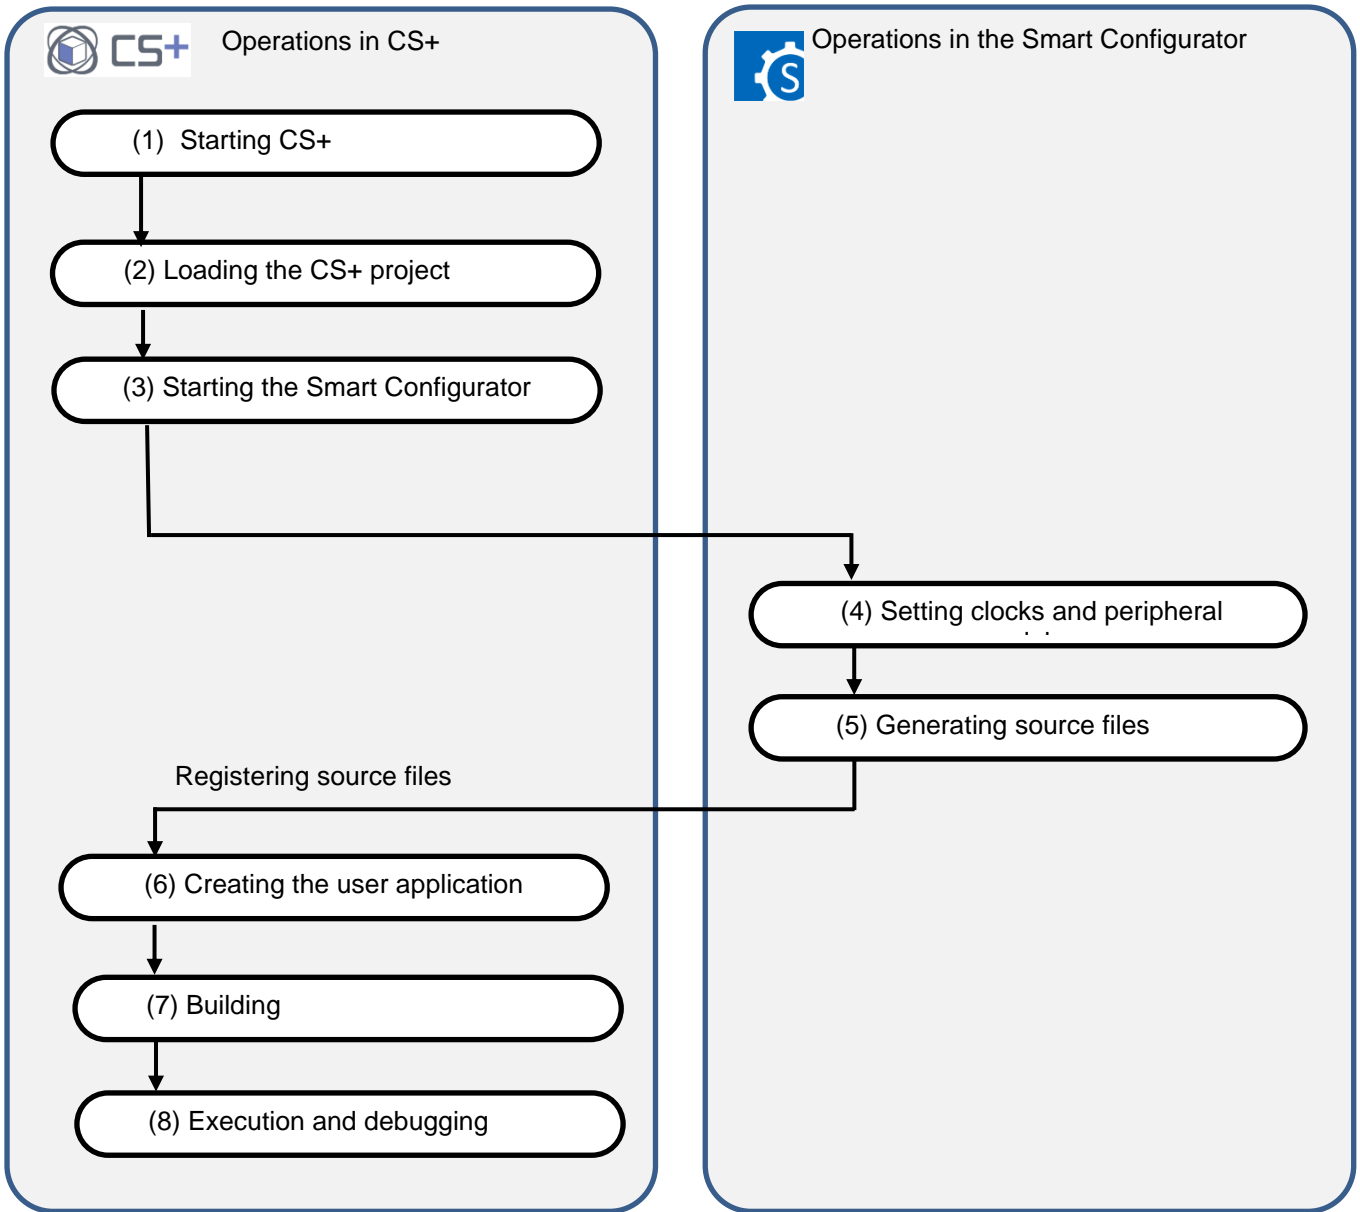 CS+
Operations in CS+
(1) Starting CS+
(2) Loading the CS+ project
(3) Starting the Smart Configurator
Operations in the Smart Configurator
S
(4) Setting clocks and peripheral
(5) Generating source files
Registering source files
(6) Creating the user application
(7) Building
(8) Execution and debugging